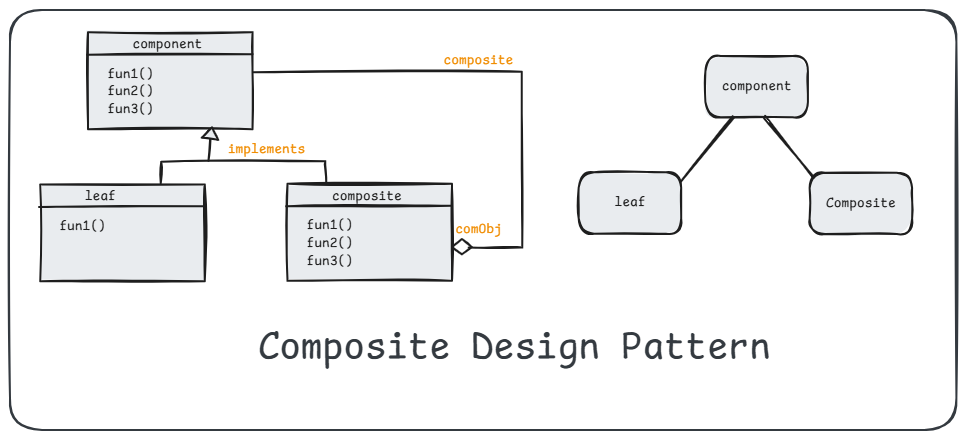 component
fun1()
fun2()
fun3()
composite
implements
leaf
fun1()
composite
fun1()
fun2()
fun3()
comObj
component
leaf
Composite
Composite Design Pattern